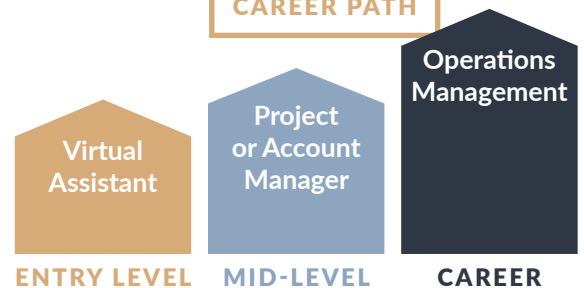 CAREER PATH
Operations
Management
Project
or Account
Manager
Virtual
Assistant
ENTRY LEVEL
MID-LEVEL
CAREER